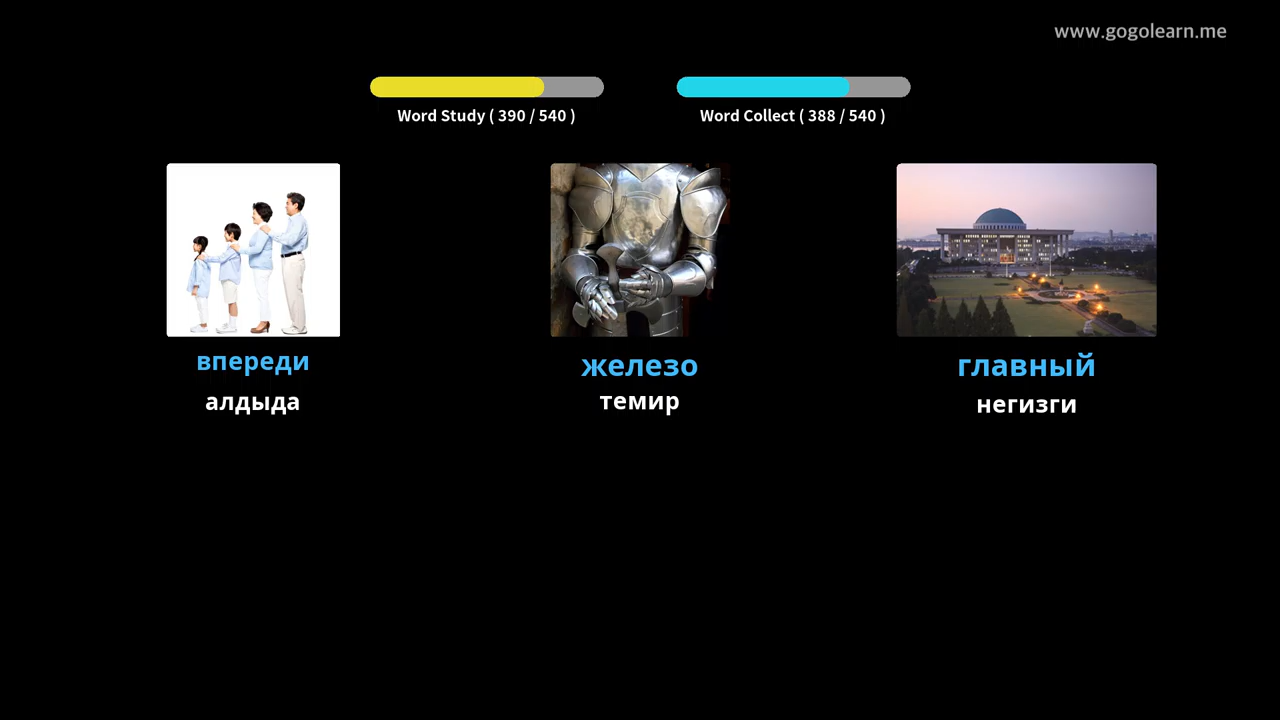 www.gogolearn.me
Word Study ( 390 / 540 )
Word Collect ( 388 / 540 )
впереди
железо
главный
алдыда
темир
негизги